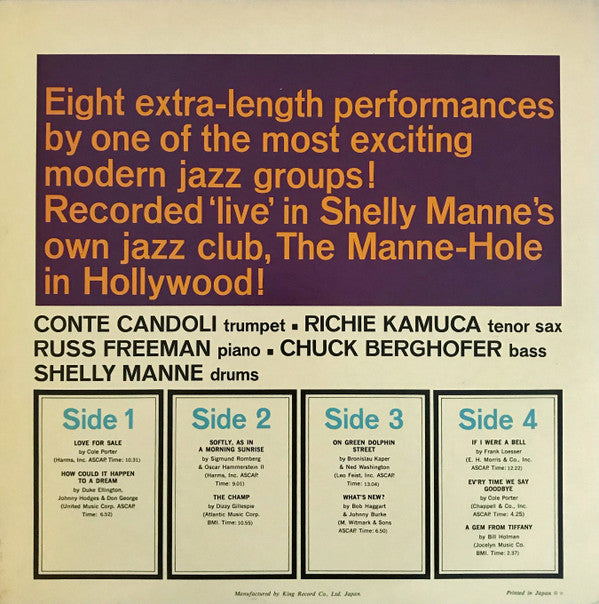 Eight extra-length performances
by one of the most exciting
modern jazz groups!
Recorded 'live' in Shelly Manne's
own jazz club, The Manne-Hole
in Hollywood!
CONTE CANDOLI trumpet ▪ RICHIE KAMUCA tenor sax
RUSS FREEMAN piano ▪ CHUCK BERGHOFER bass
SHELLY MANNE drums
Side 1
LOVE FOR SALE
by Cole Porter
(Harms, Inc. ASCAP. Time: 10.31)
HOW COULD IT HAPPEN
TO A DREAM
by Duke Ellington,
Johnny Hodges & Don George
(United Music Corp. ASCAP.
Time: 6.52)
Side 2
SOFTLY, AS IN
A MORNING SUNRISE
by Sigmund Romberg
& Oscar Hammerstein II
(Harms, Inc. ASCAP.
Time: 9.01)
THE CHAMP
by Dizzy Gillespie
(Atlantic Music Corp.
BMI. Time: 10.55)
Side 3
ON GREEN DOLPHIN
STREET
by Bronislau Kaper
& Ned Washington
(Leo Feist, Inc. ASCAP.
Time: 13.04)
WHAT'S NEW?
by Bob Haggart
& Johnny Burke
(M. Witmark & Sons
ASCAP. Time: 6.50)
Side 4
IF I WERE A BELL
by Frank Loesser
(E. H. Morris & Co., Inc.
ASCAP. Time: 12.22)
EV'RY TIME WE SAY
GOODBYE
by Cole Porter
(Chappell & Co., Inc.
ASCAP. Time: 4.25)
A GEM FROM TIFFANY
by Bill Holman
(Jocelyn Music Co.
BMI. Time: 2.37)
Manufactured by King Record Co., Ltd. Japan.
Printed in Japan